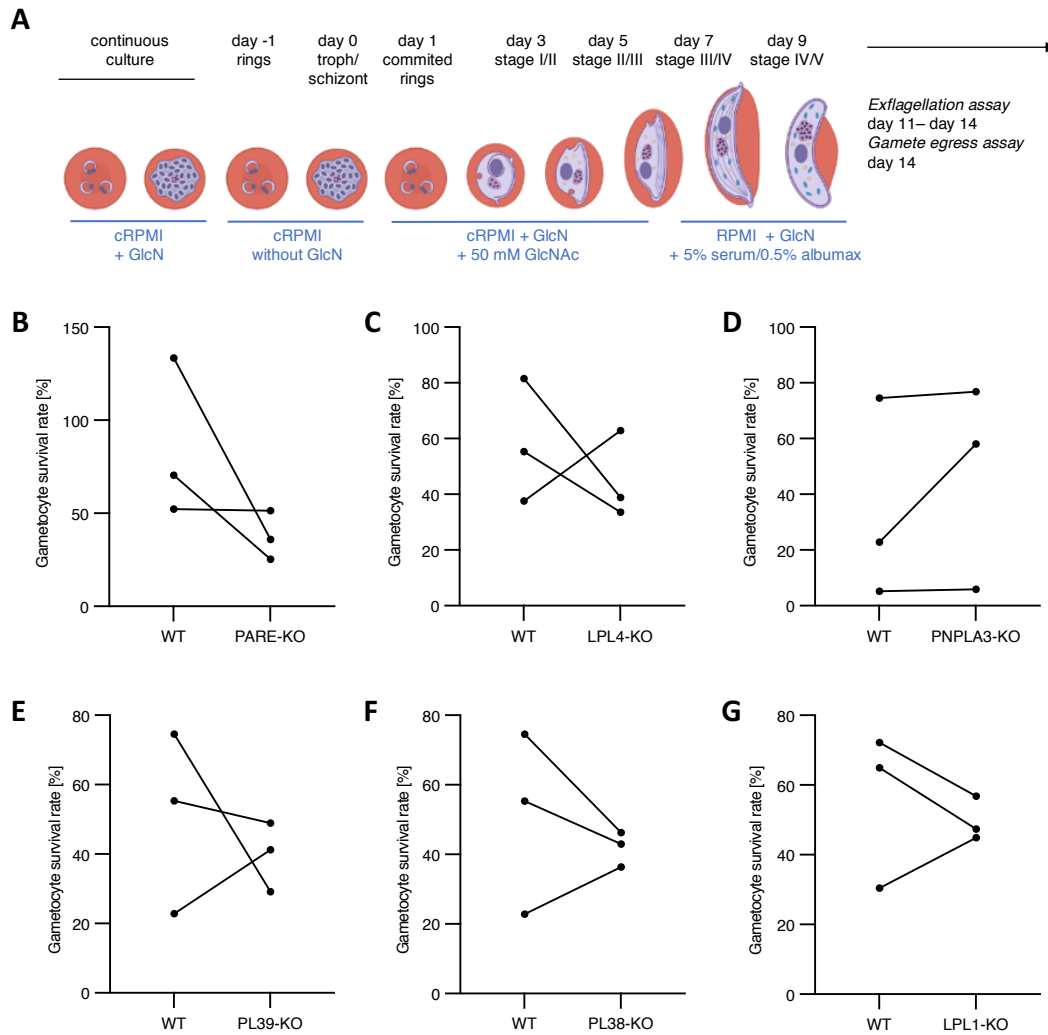 A
continuous
culture
day -1
rings
day 0
troph/
schizont
day 1
commited
rings
day 3
stage I/II
day 5
stage II/III
day 7
stage III/IV
day 9
stage IV/V
Exflagellation assay
day 11– day 14
Gamete egress assay
day 14
cRPMI
+ GlcN
cRPMI
without GlcN
cRPMI + GlcN
+ 50 mM GlcNAc
RPMI + GlcN
+ 5% serum/0.5% albumax
B
Gametocyte survival rate [%]
150
100
50
0
WT
PARE-KO
C
Gametocyte survival rate [%]
100
80
60
40
20
0
WT
LPL4-KO
D
Gametocyte survival rate [%]
100
80
60
40
20
0
WT
PNPLA3-KO
E
Gametocyte survival rate [%]
80
60
40
20
0
WT
PL39-KO
F
Gametocyte survival rate [%]
80
60
40
20
0
WT
PL38-KO
G
Gametocyte survival rate [%]
80
60
40
20
0
WT
LPL1-KO